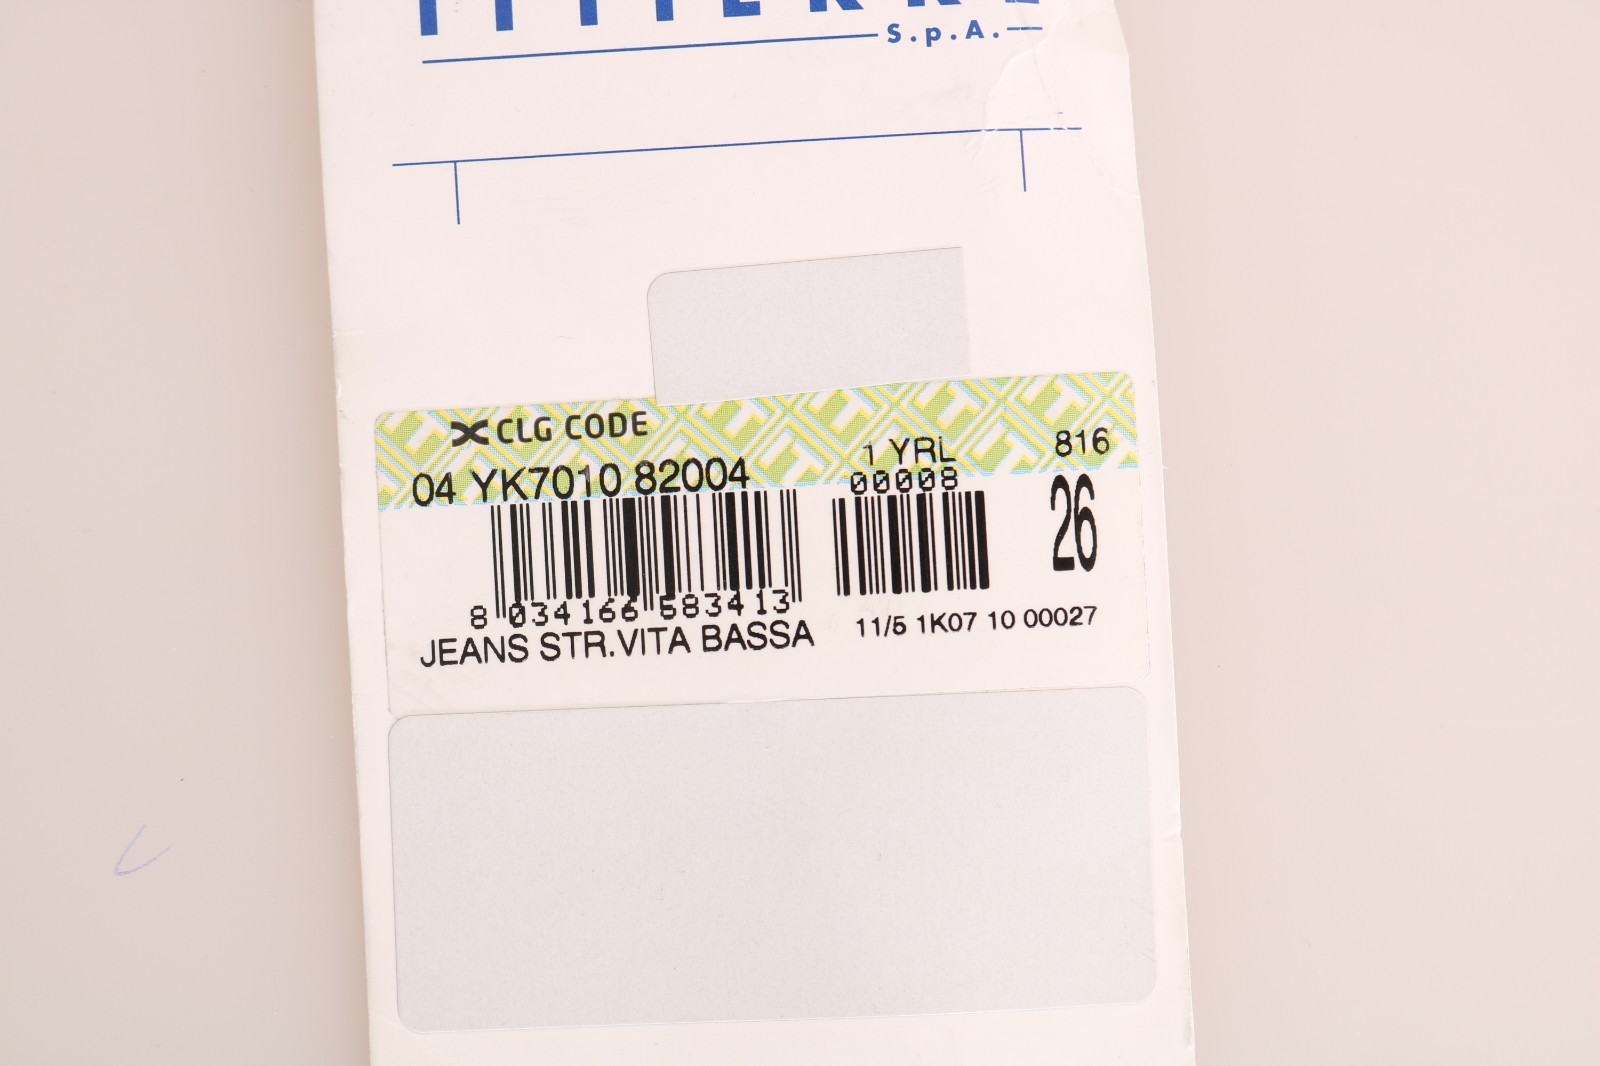 S.p.A.
CLG CODE
04 YK7010 82004
1 YRL
816
00008
26
8 034166 583413
JEANS STR.VITA BASSA
11/5 1K07 10 00027